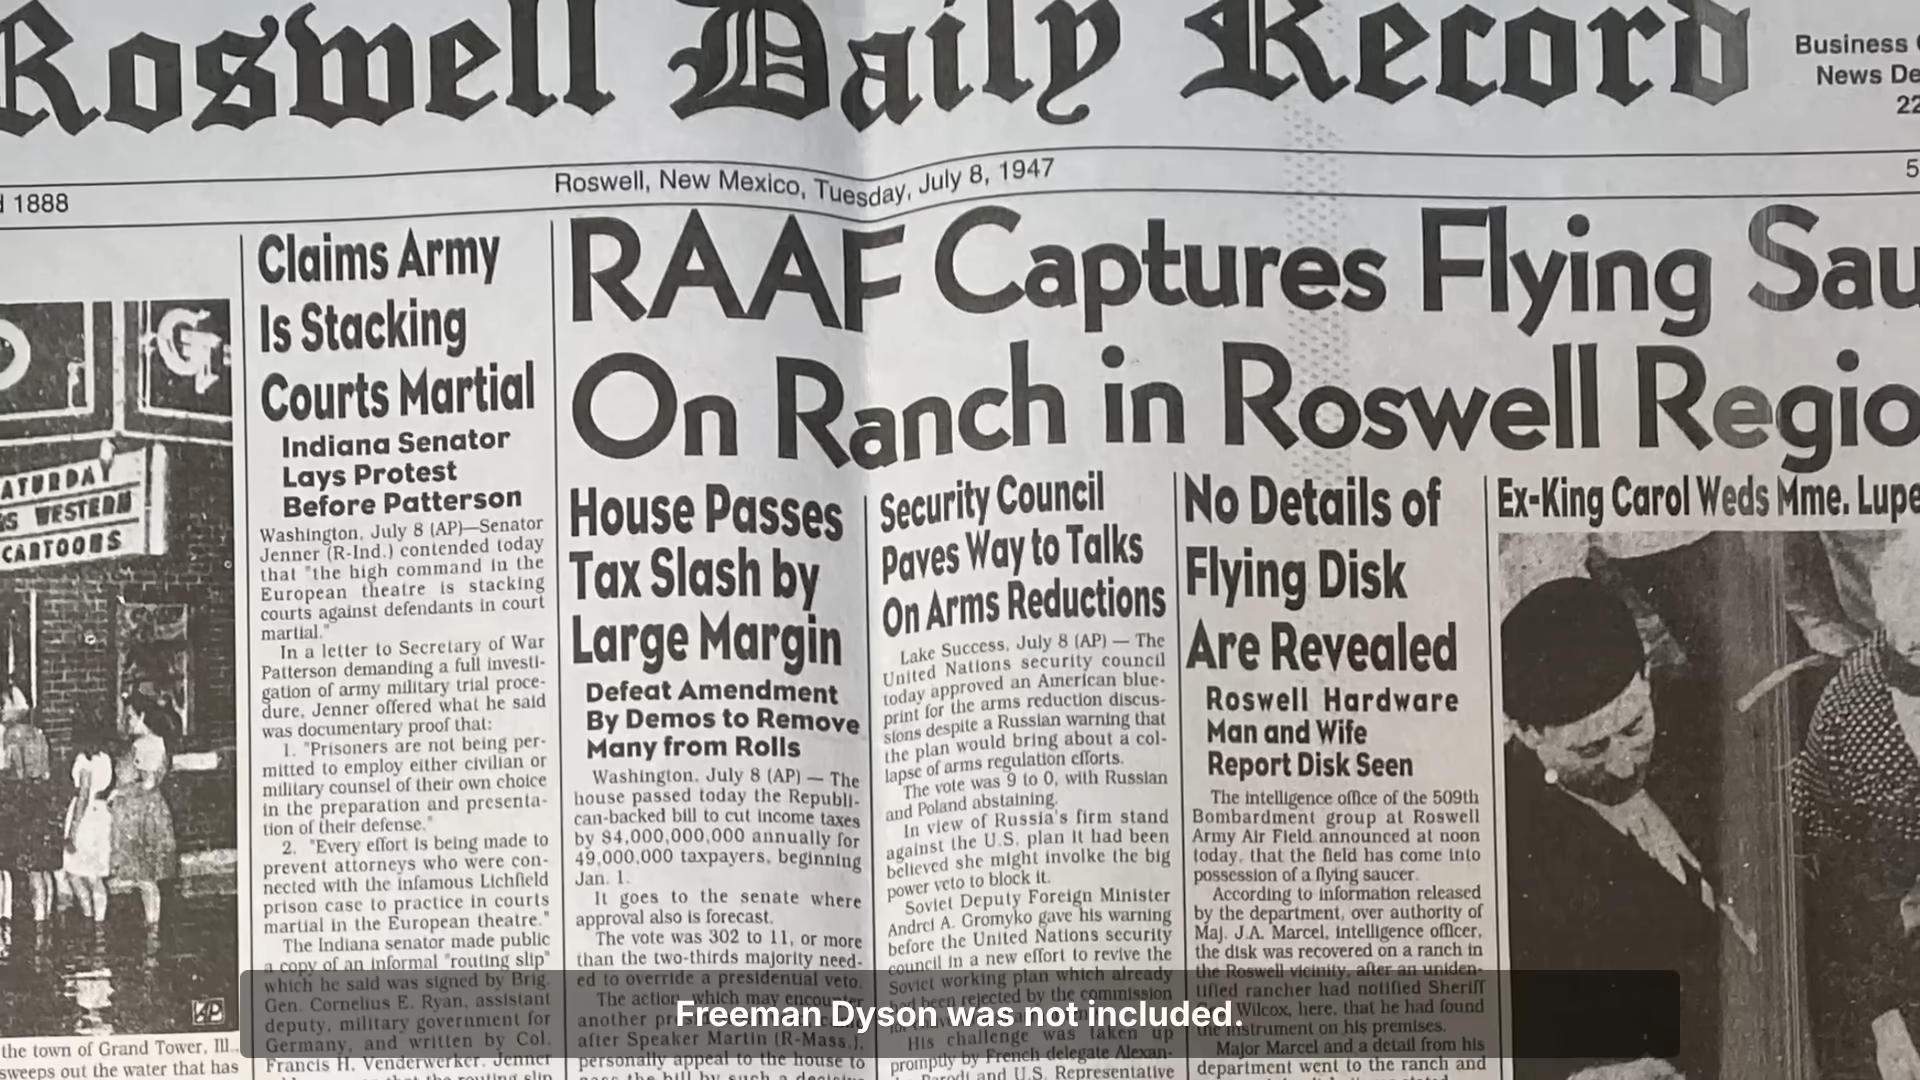 Roswell Daily Record
Business
News De
22
1888
Roswell, New Mexico, Tuesday, July 8, 1947
5
RAAF Captures Flying Sau
On Ranch in Roswell Regio
ATURDAY
WESTERN
CARTOONS
AP
the town of Grand Tower, Ill.,
sweeps out the water that has
Claims Army
Is Stacking
Courts Martial
Indiana Senator
Lays Protest
Before Patterson
Washington, July 8 (AP)—Senator
Jenner (R-Ind.) contended today
that "the high command in the
European theatre is stacking
courts against defendants in court
martial."
In a letter to Secretary of War
Patterson demanding a full investi-
gation of army military trial proce-
dure, Jenner offered what he said
was documentary proof that:
1. "Prisoners are not being per-
mitted to employ either civilian or
military counsel of their own choice
in the preparation and presenta-
tion of their defense."
2. "Every effort is being made to
prevent attorneys who were con-
nected with the infamous Lichfield
prison case to practice in courts
martial in the European theatre."
The Indiana senator made public
a copy of an informal "routing slip"
which he said was signed by Brig.
Gen. Cornelius E. Ryan, assistant
deputy, military government for
Germany, and written by Col.
Francis H. Venderwerker. Jenner
House Passes
Tax Slash by
Large Margin
Defeat Amendment
By Demos to Remove
Many from Rolls
Washington, July 8 (AP) — The
house passed today the Republi-
can-backed bill to cut income taxes
by $4,000,000,000 annually for
49,000,000 taxpayers, beginning
Jan. 1.
It goes to the senate where
approval also is forecast.
The vote was 302 to 11, or more
than the two-thirds majority need-
ed to override a presidential veto.
The action, which may encounter
another
after Speaker Martin (R-Mass.),
personally appeal to the house to
Security Council
Paves Way to Talks
On Arms Reductions
Lake Success, July 8 (AP) — The
United Nations security council
today approved an American blue-
print for the arms reduction discus-
sions despite a Russian warning that
the plan would bring about a col-
lapse of arms regulation efforts.
The vote was 9 to 0, with Russian
and Poland abstaining.
In view of Russia's firm stand
against the U.S. plan it had been
believed she might involke the big
power veto to block it.
Soviet Deputy Foreign Minister
Andrei A. Gromyko gave his warning
before the United Nations security
council in a new effort to revive the
Soviet working plan which already
had been rejected by the commission
His challenge was taken up
promptly by French delegate Alexan-
Parodi and U.S. Representative
No Details of
Flying Disk
Are Revealed
Roswell Hardware
Man and Wife
Report Disk Seen
The intelligence office of the 509th
Bombardment group at Roswell
Army Air Field announced at noon
today, that the field has come into
possession of a flying saucer.
According to information released
by the department, over authority of
Maj. J.A. Marcel, intelligence officer,
the disk was recovered on a ranch in
the Roswell vicinity, after an uniden-
tified rancher had notified Sheriff
Wilcox, here, that he had found
the instrument on his premises.
Major Marcel and a detail from his
department went to the ranch and
Ex-King Carol Weds Mme. Lupe
Freeman Dyson was not included.